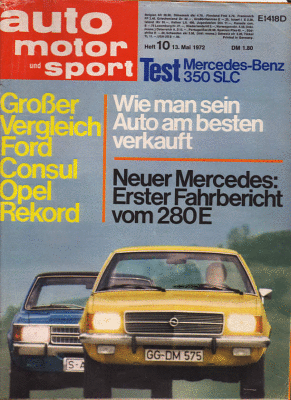 auto
motor
und sport
E1418D
Heft 10 13. Mai 1972
DM 1.80
Test Mercedes-Benz
350 SLC
Großer
Vergleich
Ford
Consul
Opel
Rekord
Wie man sein
Auto am besten
verkauft
Neuer Mercedes:
Erster Fahrbericht
vom 280 E
S-A
GG-DM 575